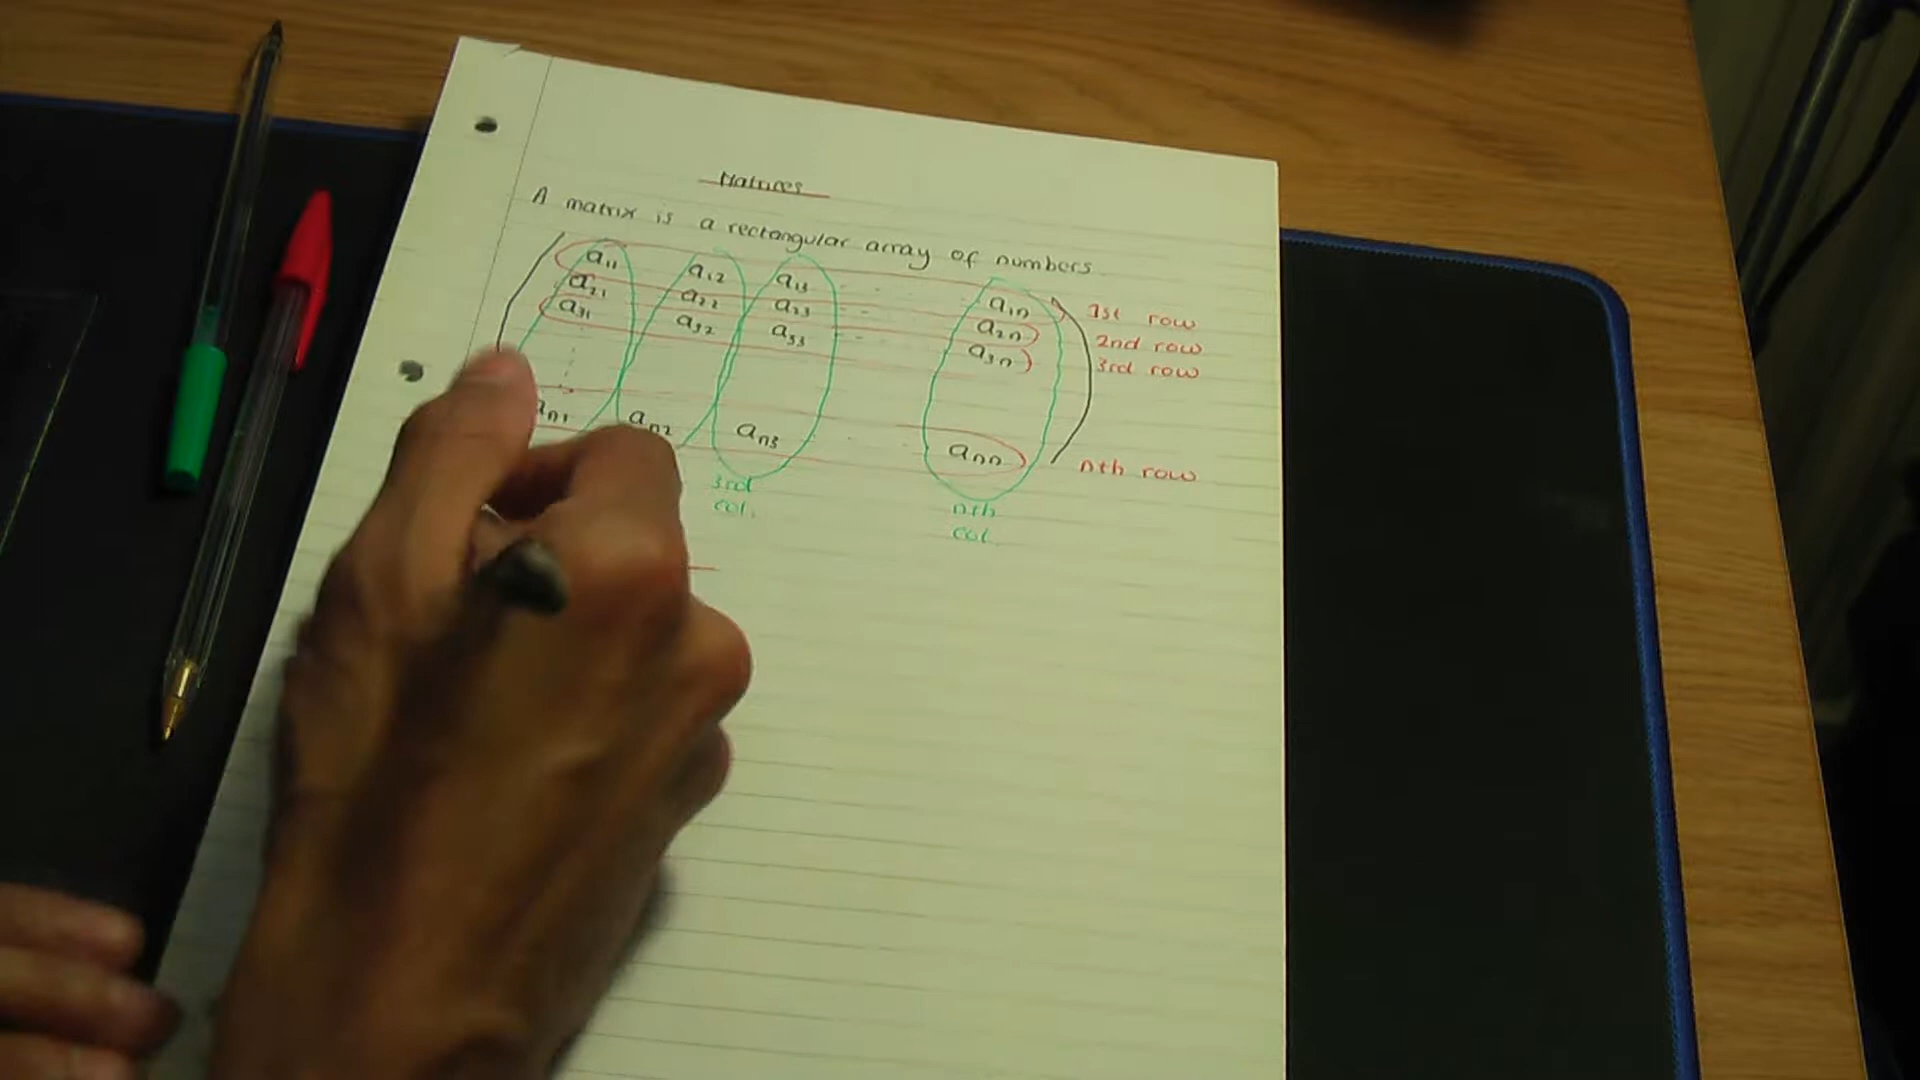 Matrices
A matrix is a rectangular array of numbers
a11 a12 a13 a1n 1st row
a21 a22 a23 a2n 2nd row
a31 a32 a33 a3n 3rd row
an1 an2 an3 ann nth row
3rd nth
col. col.